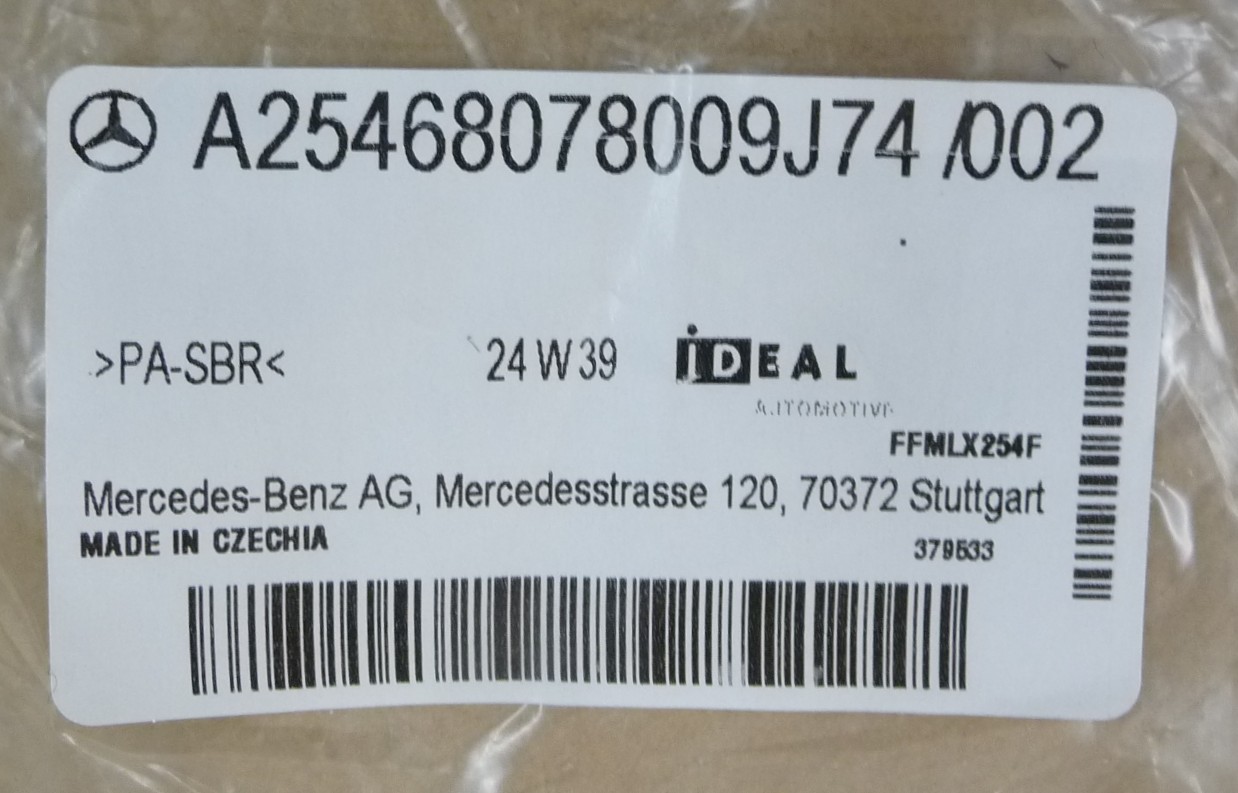 A25468078009J74 /002
>PA-SBR< 24 W 39 iDEAL
AUTOMOTIVE
FFMLX254F
Mercedes-Benz AG, Mercedesstrasse 120, 70372 Stuttgart
MADE IN CZECHIA 379533